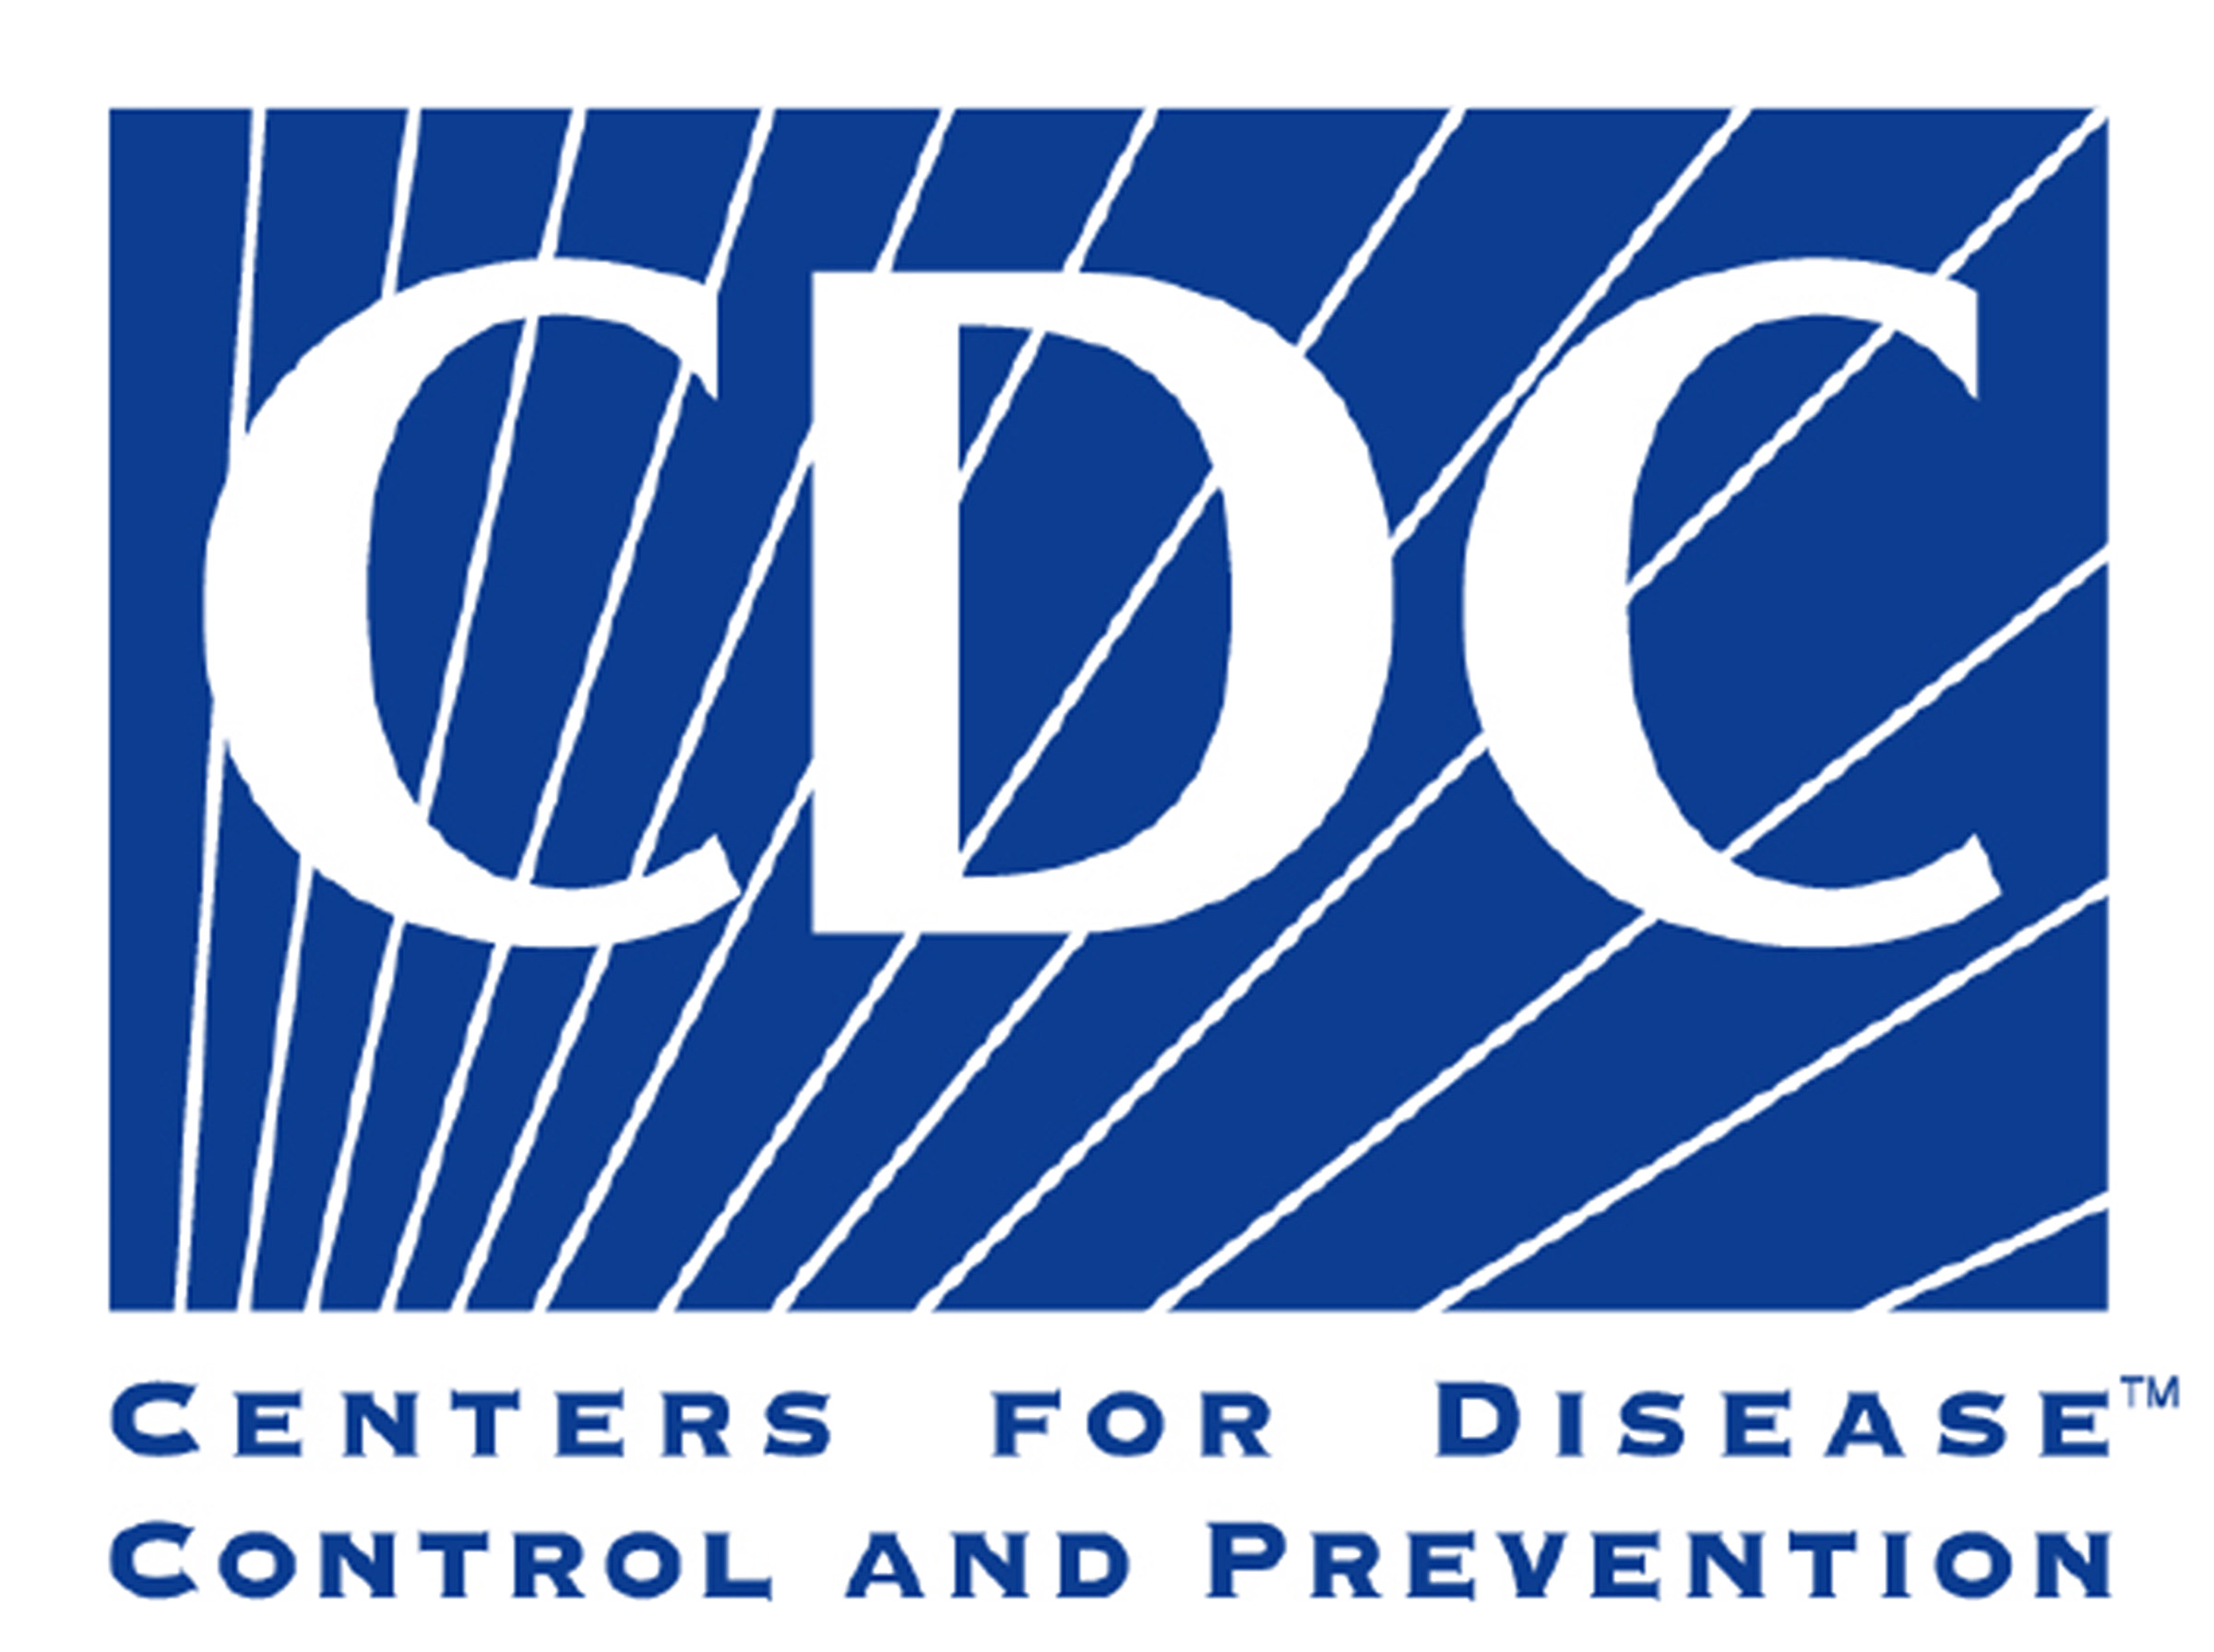 CDC
CENTERS FOR DISEASE™
CONTROL AND PREVENTION